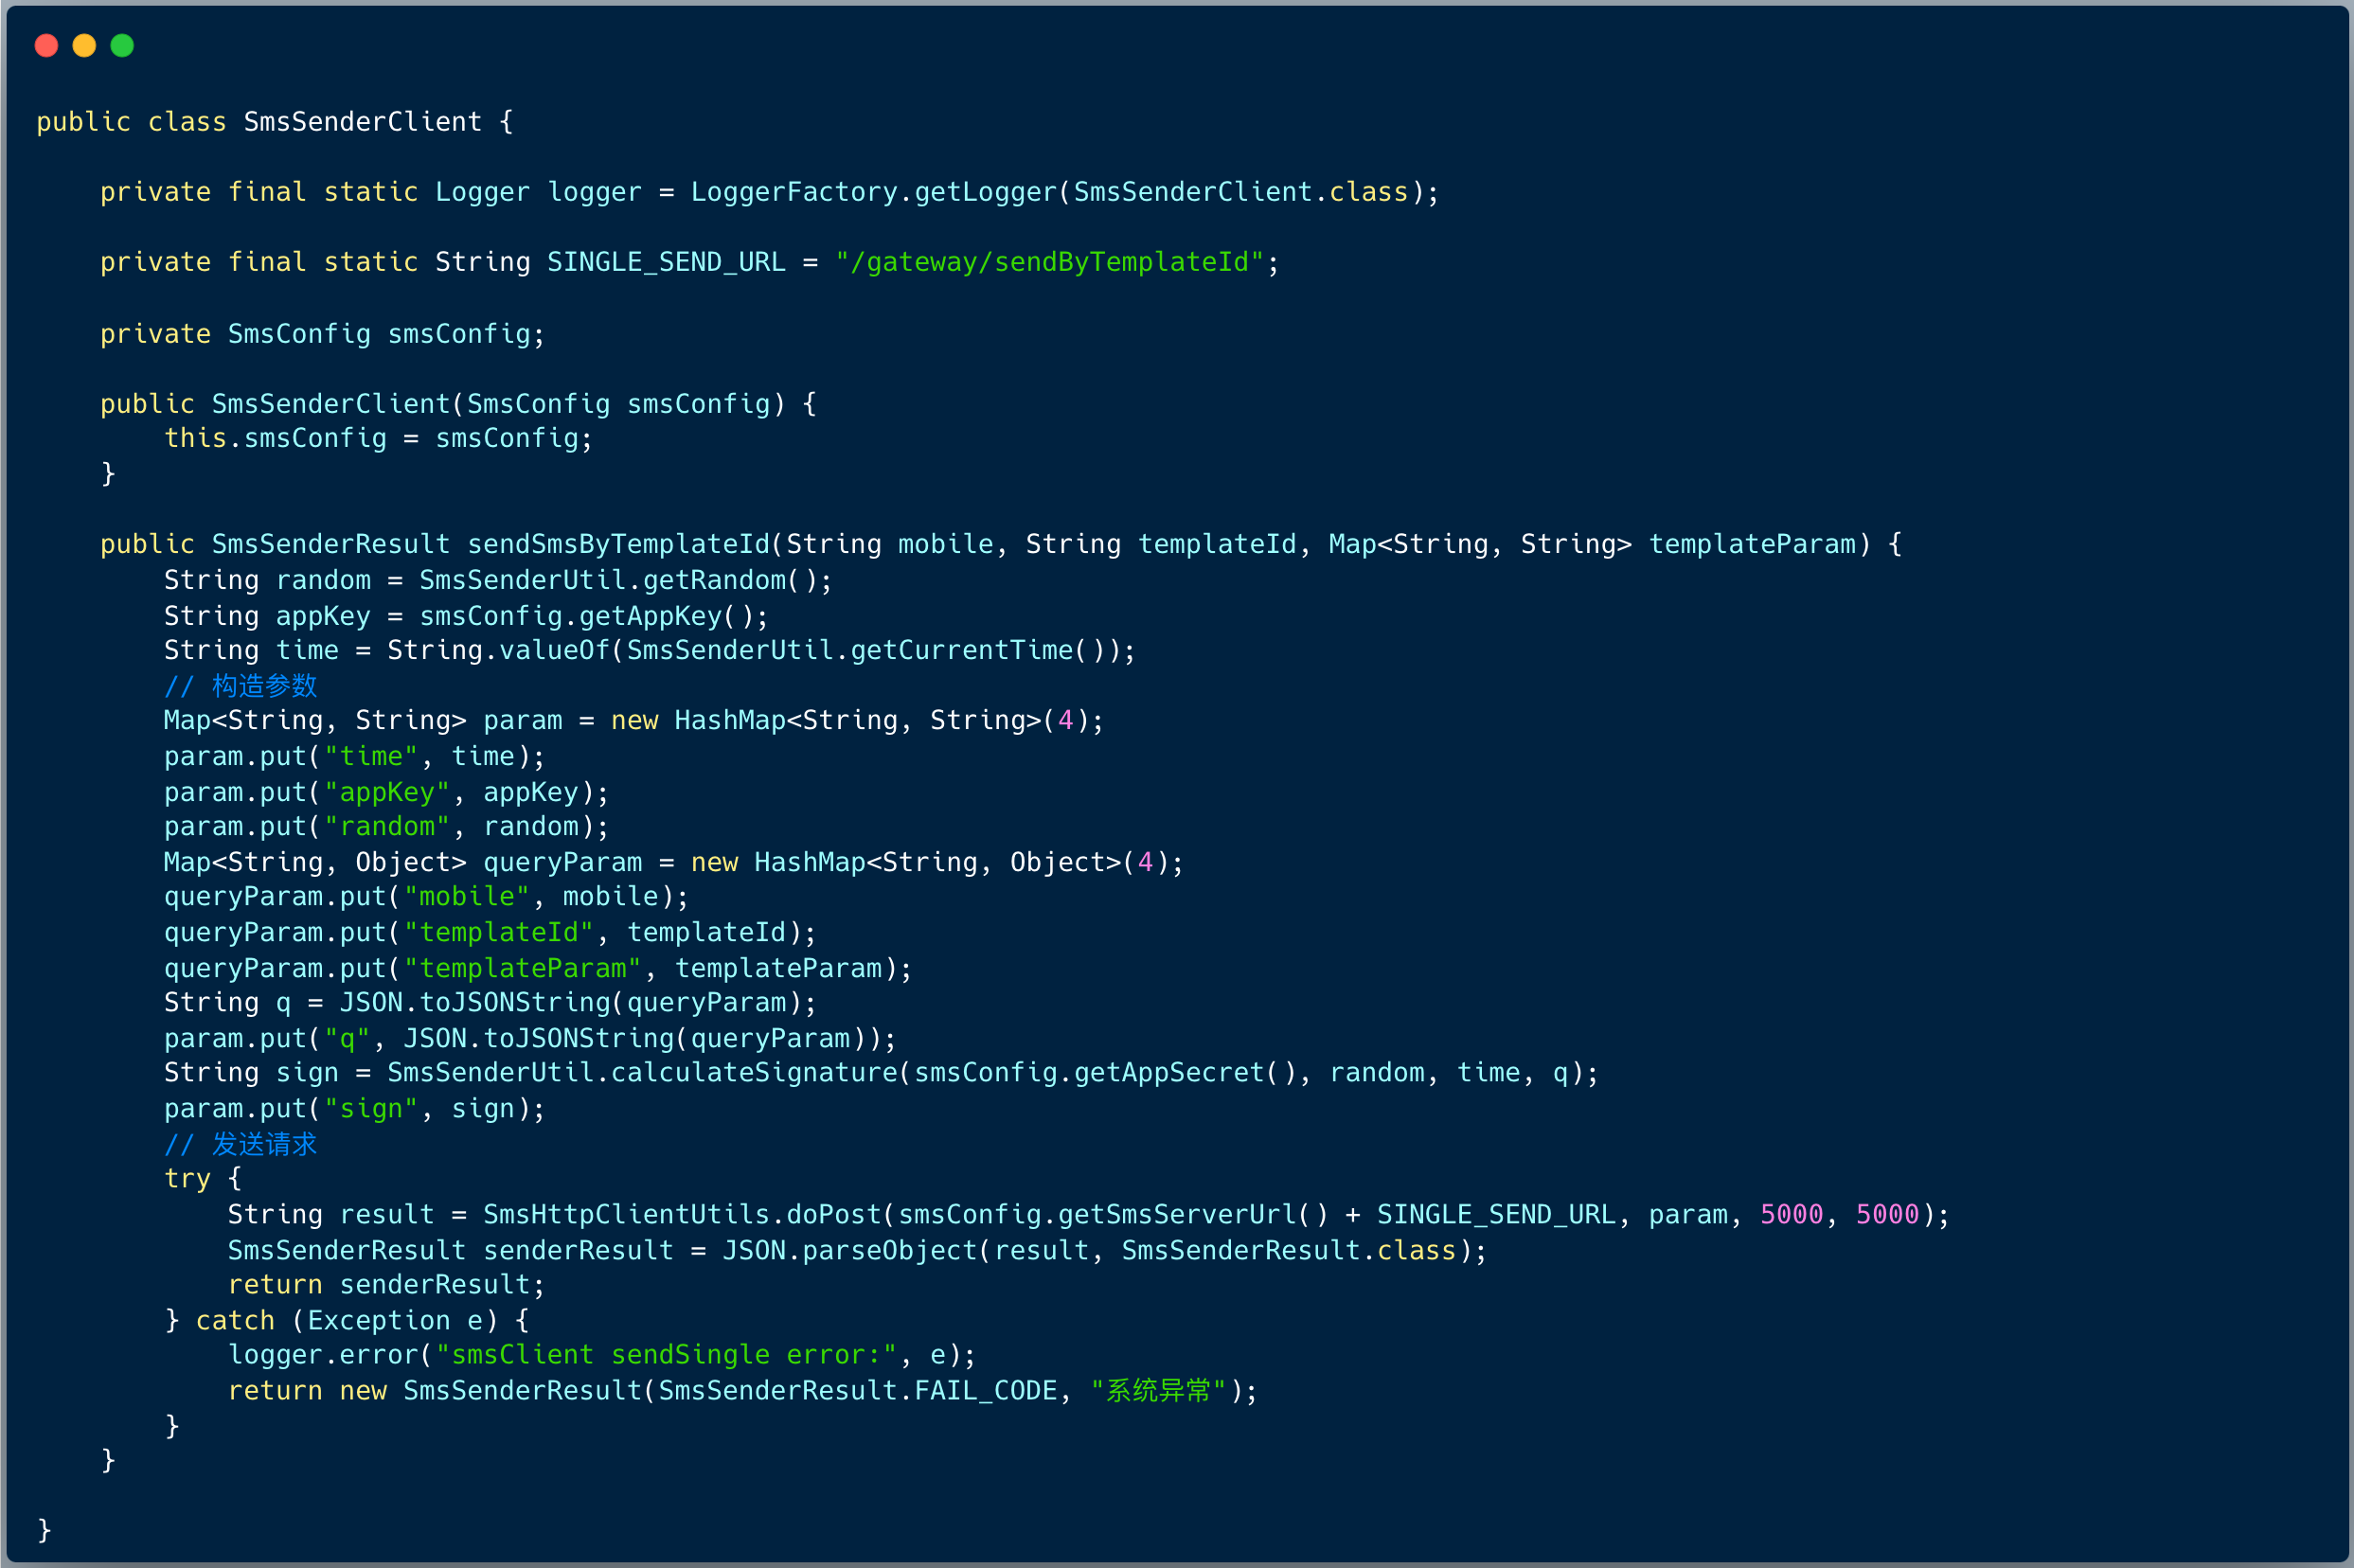 public class SmsSenderClient {
    private final static Logger logger = LoggerFactory.getLogger(SmsSenderClient.class);
    private final static String SINGLE_SEND_URL = "/gateway/sendByTemplateId";
    private SmsConfig smsConfig;
    public SmsSenderClient(SmsConfig smsConfig) {
        this.smsConfig = smsConfig;
    }
    public SmsSenderResult sendSmsByTemplateId(String mobile, String templateId, Map<String, String> templateParam) {
        String random = SmsSenderUtil.getRandom();
        String appKey = smsConfig.getAppKey();
        String time = String.valueOf(SmsSenderUtil.getCurrentTime());
        // 构造参数
        Map<String, String> param = new HashMap<String, String>(4);
        param.put("time", time);
        param.put("appKey", appKey);
        param.put("random", random);
        Map<String, Object> queryParam = new HashMap<String, Object>(4);
        queryParam.put("mobile", mobile);
        queryParam.put("templateId", templateId);
        queryParam.put("templateParam", templateParam);
        String q = JSON.toJSONString(queryParam);
        param.put("q", JSON.toJSONString(queryParam));
        String sign = SmsSenderUtil.calculateSignature(smsConfig.getAppSecret(), random, time, q);
        param.put("sign", sign);
        // 发送请求
        try {
            String result = SmsHttpClientUtils.doPost(smsConfig.getSmsServerUrl() + SINGLE_SEND_URL, param, 5000, 5000);
            SmsSenderResult senderResult = JSON.parseObject(result, SmsSenderResult.class);
            return senderResult;
        } catch (Exception e) {
            logger.error("smsClient sendSingle error:", e);
            return new SmsSenderResult(SmsSenderResult.FAIL_CODE, "系统异常");
        }
    }
}